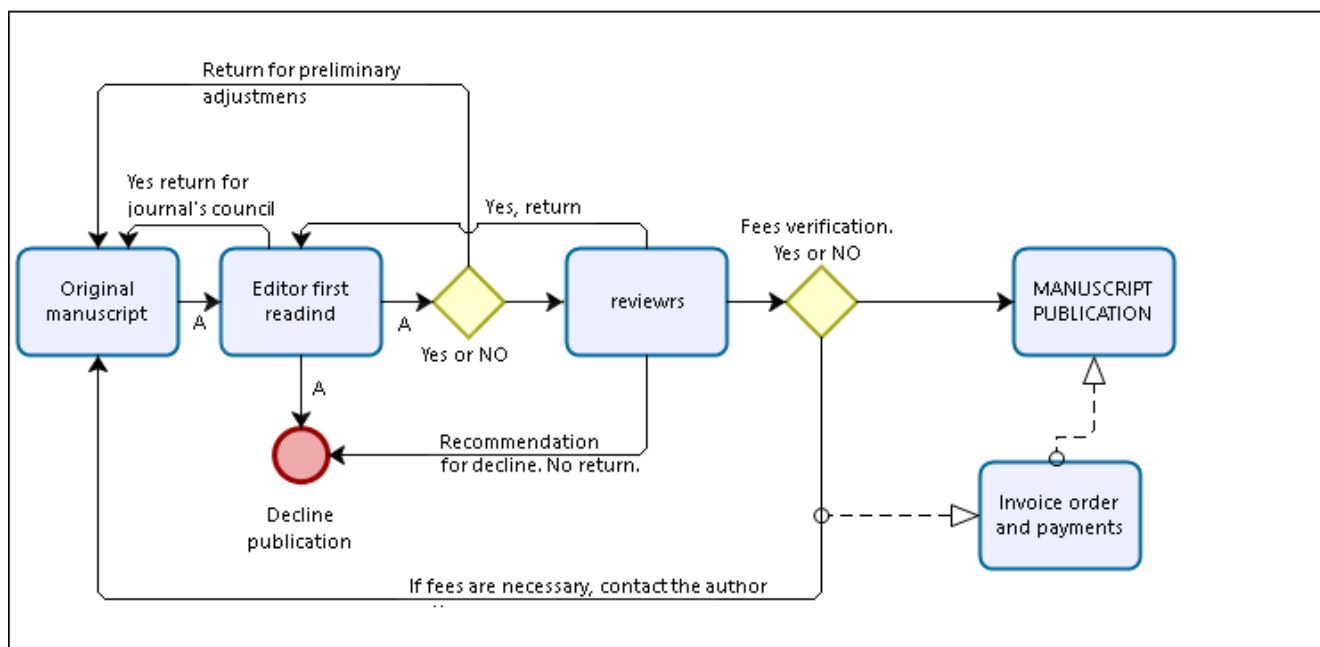 Return for preliminary
adjustmens
Yes return for
journal's council
Yes, return
Fees verification.
Yes or NO
Original
manuscript
A
Editor first
readind
A
Yes or NO
reviewrs
MANUSCRIPT
PUBLICATION
A
Recommendation
for decline. No return.
Decline
publication
Invoice order
and payments
If fees are necessary, contact the author